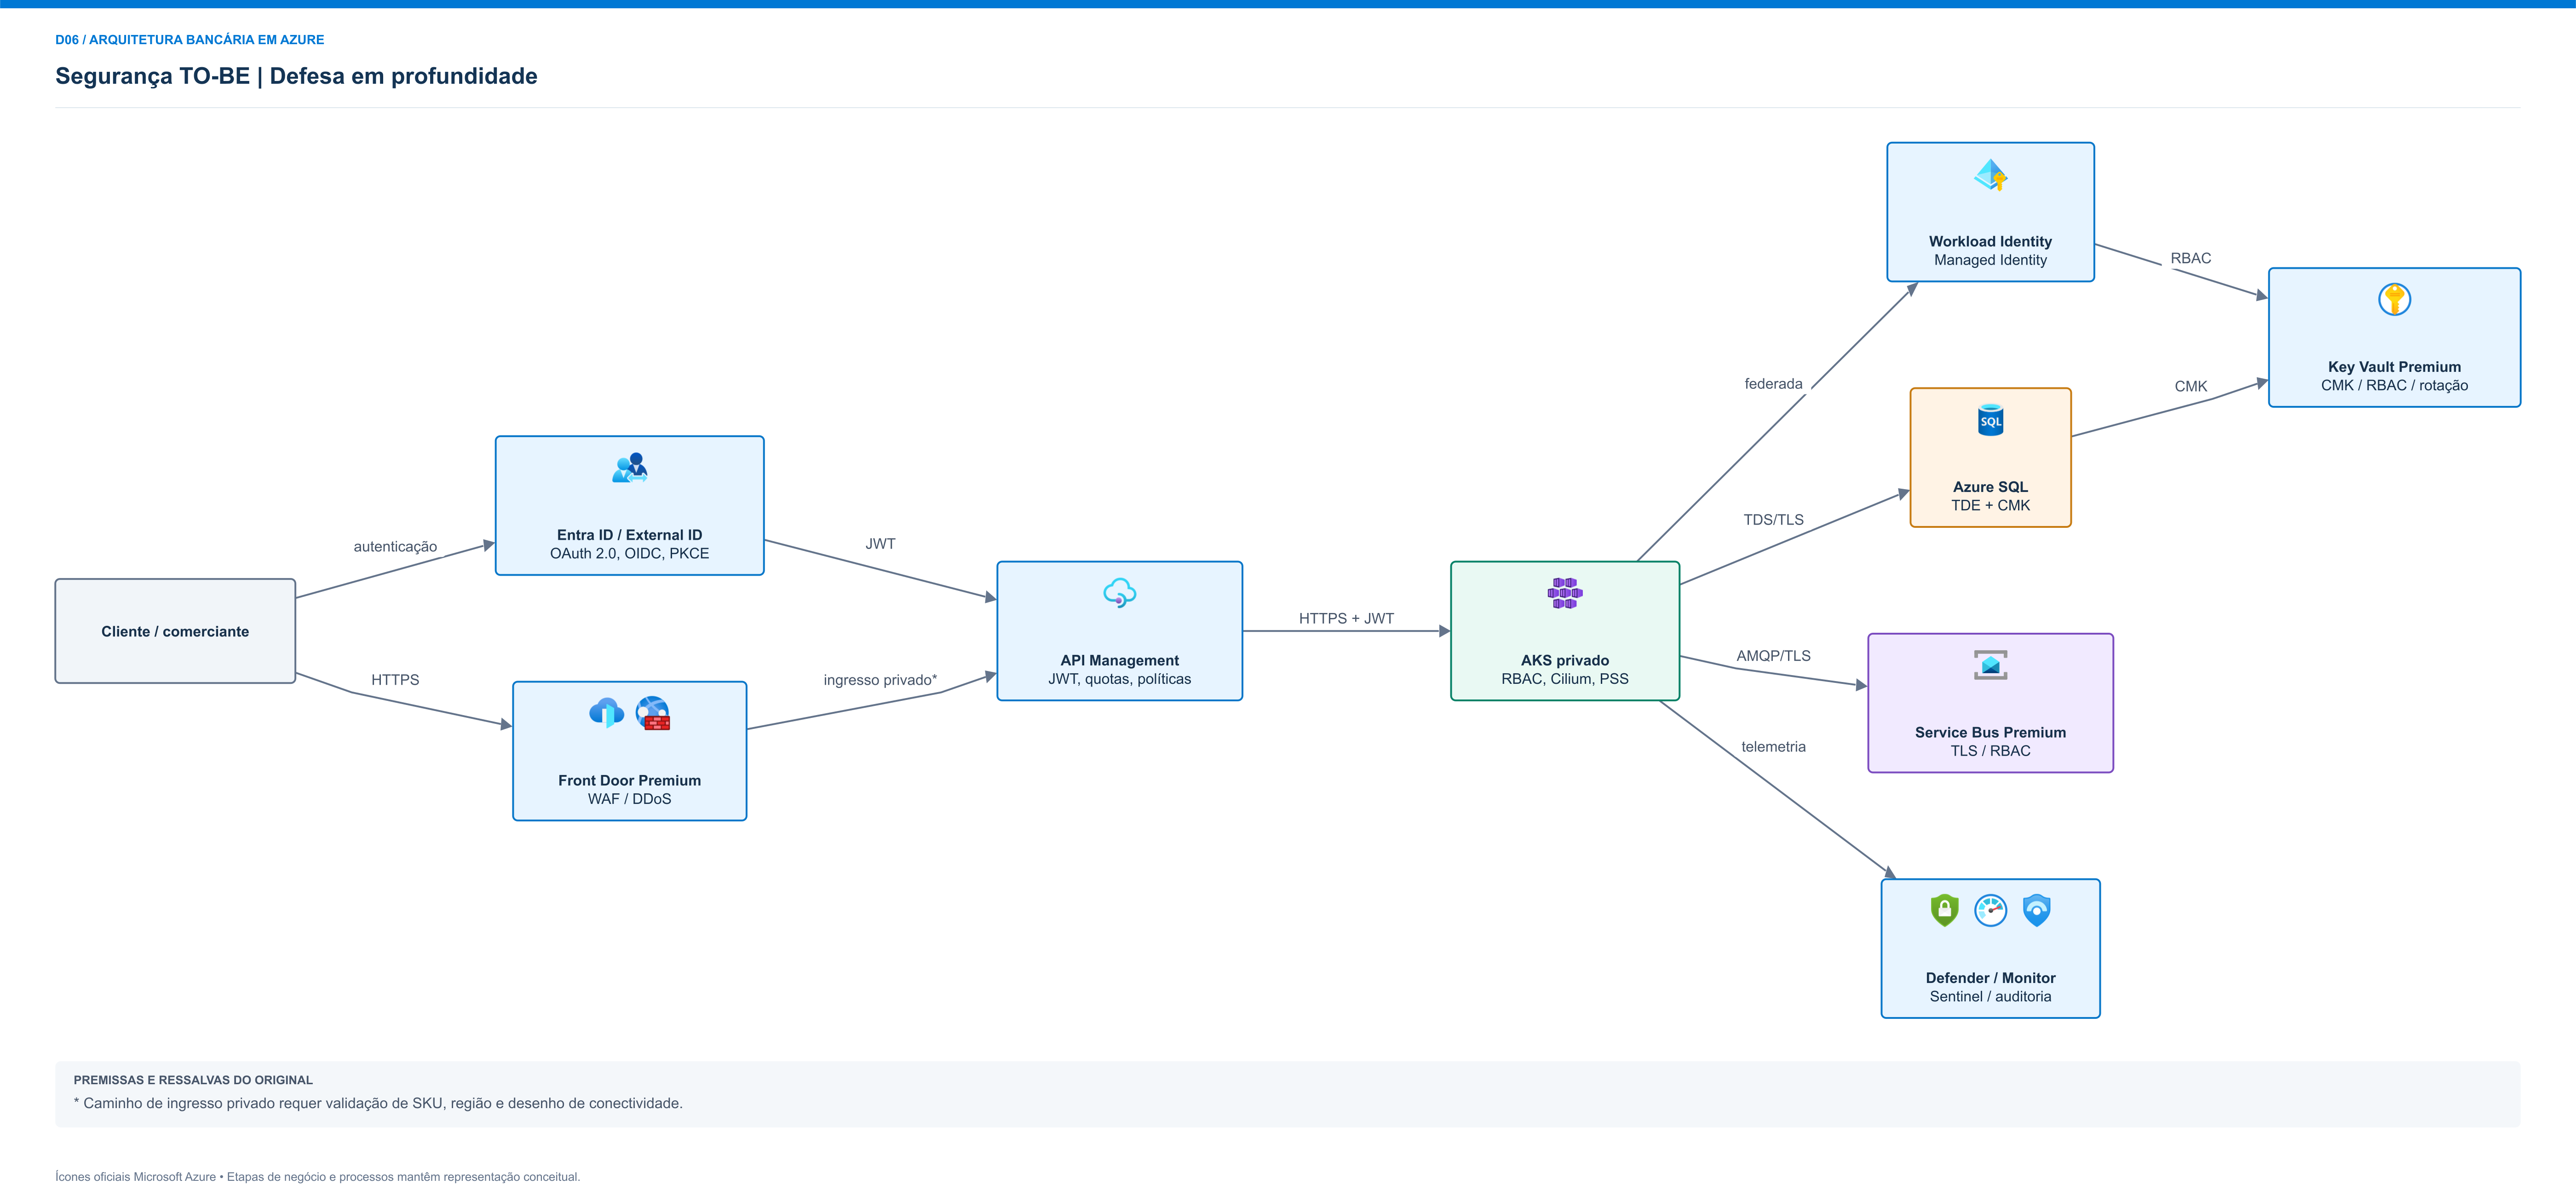 D06 / ARQUITETURA BANCÁRIA EM AZURE
Segurança TO-BE | Defesa em profundidade
Workload Identity
Managed Identity
RBAC
Key Vault Premium
CMK / RBAC / rotação
federada
CMK
SQL
Azure SQL
TDE + CMK
Entra ID / External ID
OAuth 2.0, OIDC, PKCE
autenticação
JWT
TDS/TLS
Cliente / comerciante
API Management
JWT, quotas, políticas
HTTPS + JWT
AKS privado
RBAC, Cilium, PSS
AMQP/TLS
HTTPS
ingresso privado*
Service Bus Premium
TLS / RBAC
Front Door Premium
WAF / DDoS
telemetria
Defender / Monitor
Sentinel / auditoria
PREMISSAS E RESSALVAS DO ORIGINAL
* Caminho de ingresso privado requer validação de SKU, região e desenho de conectividade.
Ícones oficiais Microsoft Azure • Etapas de negócio e processos mantêm representação conceitual.